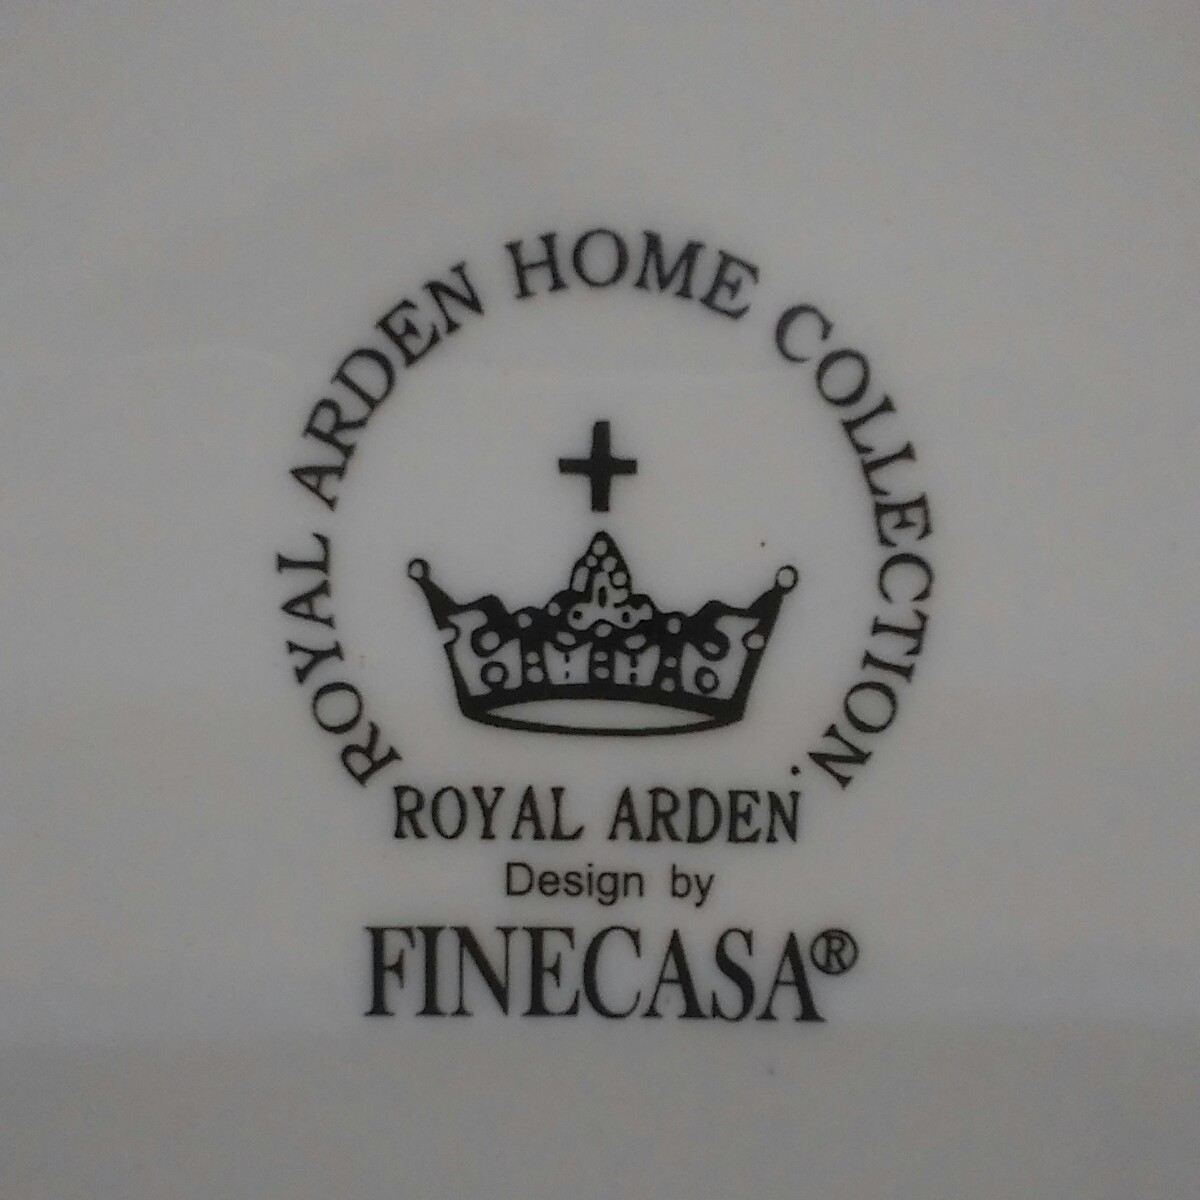 ROYAL ARDEN HOME COLLECTION
ROYAL ARDEN
Design by
FINECASA®